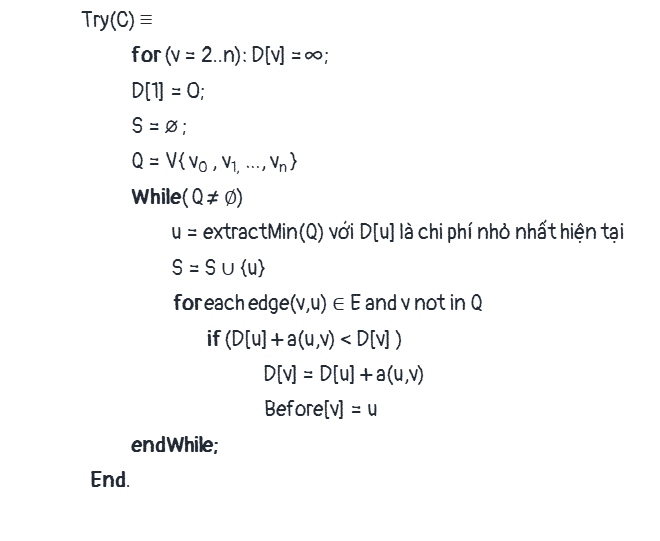 Try(C) ≡
for (v = 2..n): D[v] = ∞;
D[1] = 0;
S = ∅ ;
Q = V{ v₀ , v₁, ..., vₙ}
While( Q ≠ ∅)
u = extractMin(Q) với D[u] là chi phí nhỏ nhất hiện tại
S = S ∪ {u}
foreach edge(v,u) ∈ E and v not in Q
if (D[u] + a(u,v) < D[v] )
D[v] = D[u] + a(u,v)
Before[v] = u
endWhile;
End.